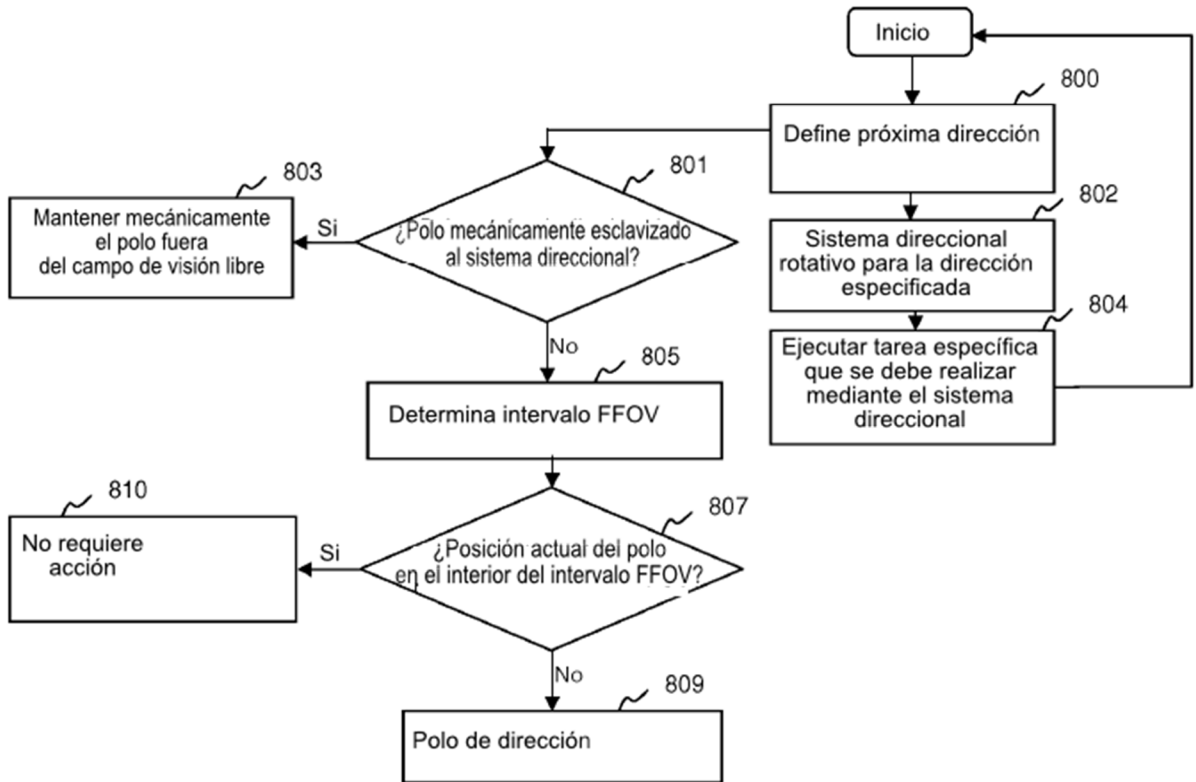 Inicio
800
Define próxima dirección
801
¿Polo mecánicamente esclavizado
al sistema direccional?
Si
803
Mantener mecánicamente
el polo fuera
del campo de visión libre
802
Sistema direccional
rotativo para la dirección
especificada
804
Ejecutar tarea específica
que se debe realizar
mediante el sistema
direccional
No
805
Determina intervalo FFOV
807
¿Posición actual del polo
en el interior del intervalo FFOV?
Si
810
No requiere
acción
No
809
Polo de dirección